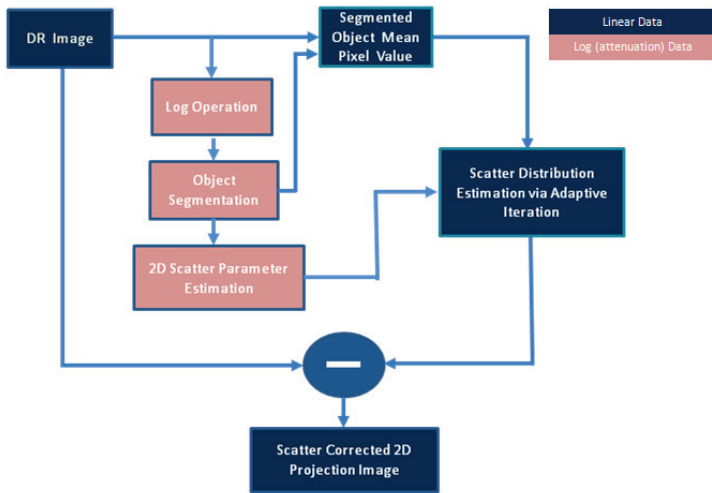 DR Image
Segmented
Object Mean
Pixel Value
Linear Data
Log (attenuation) Data
Log Operation
Object
Segmentation
Scatter Distribution
Estimation via Adaptive
Iteration
2D Scatter Parameter
Estimation
Scatter Corrected 2D
Projection Image